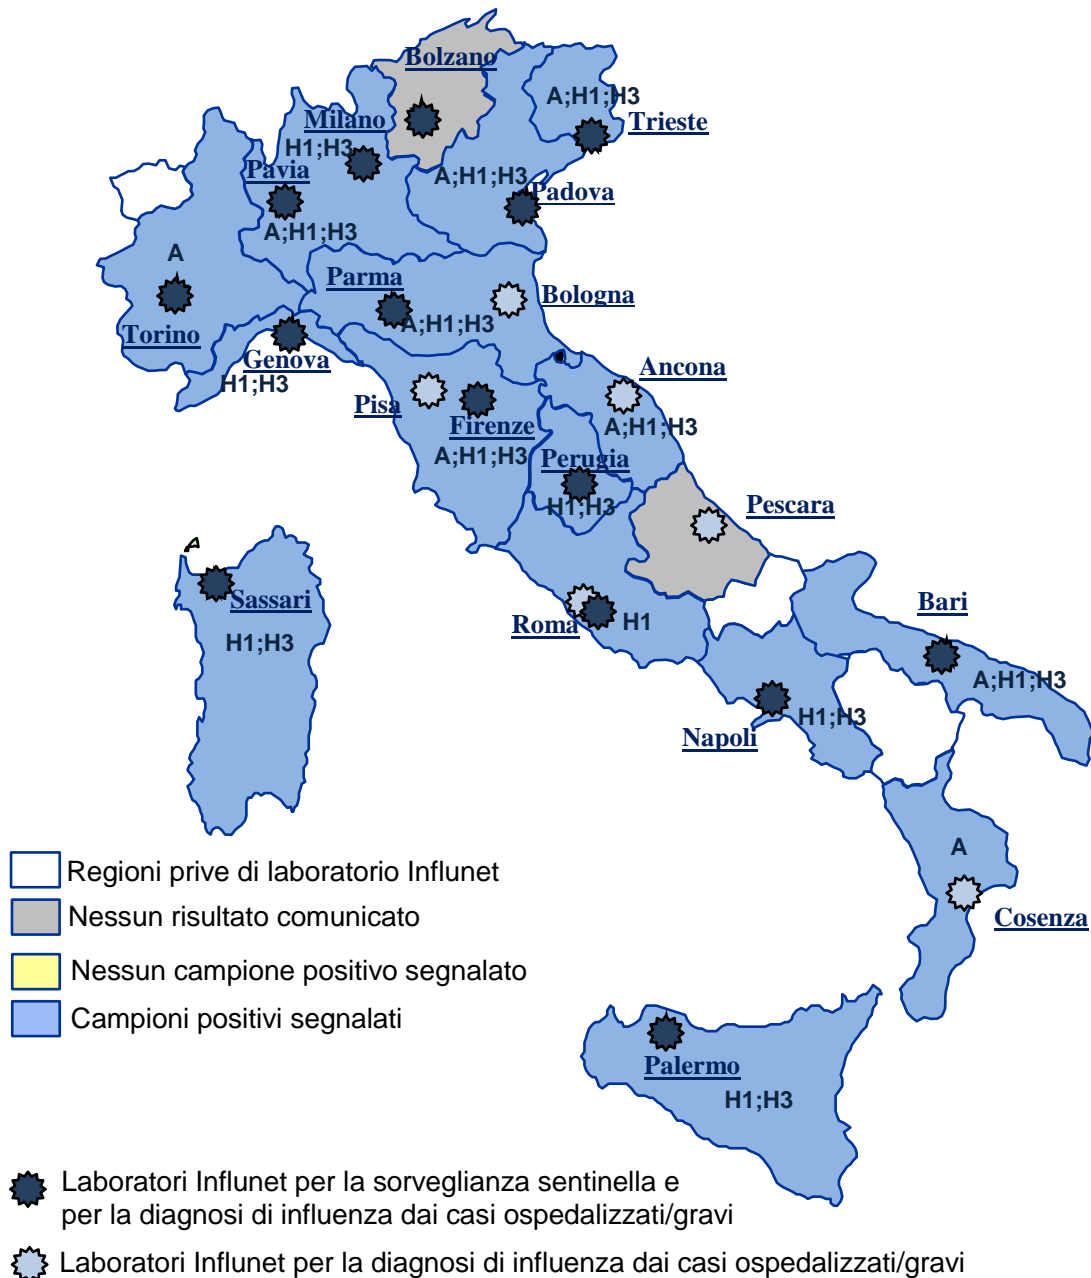 Bolzano
A;H1;H3
Milano
Trieste
H1;H3
Pavia
A;H1;H3
Padova
A;H1;H3
A
Parma
Bologna
A;H1;H3
Torino
Genova
H1;H3
Ancona
Pisa
Firenze
A;H1;H3
A;H1;H3
Perugia
H1;H3
Pescara
Sassari
H1;H3
Roma
H1
Bari
A;H1;H3
Napoli
H1;H3
A
Cosenza
Regioni prive di laboratorio Influnet
Nessun risultato comunicato
Nessun campione positivo segnalato
Campioni positivi segnalati
Palermo
H1;H3
Laboratori Influnet per la sorveglianza sentinella e
per la diagnosi di influenza dai casi ospedalizzati/gravi
Laboratori Influnet per la diagnosi di influenza dai casi ospedalizzati/gravi